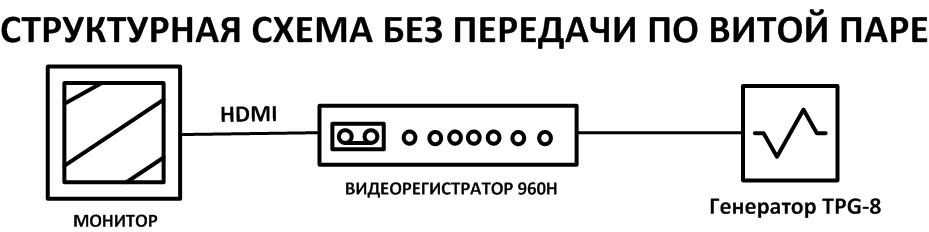 СТРУКТУРНАЯ СХЕМА БЕЗ ПЕРЕДАЧИ ПО ВИТОЙ ПАРЕ
HDMI
ВИДЕОРЕГИСТРАТОР 960H
МОНИТОР
Генератор TPG-8